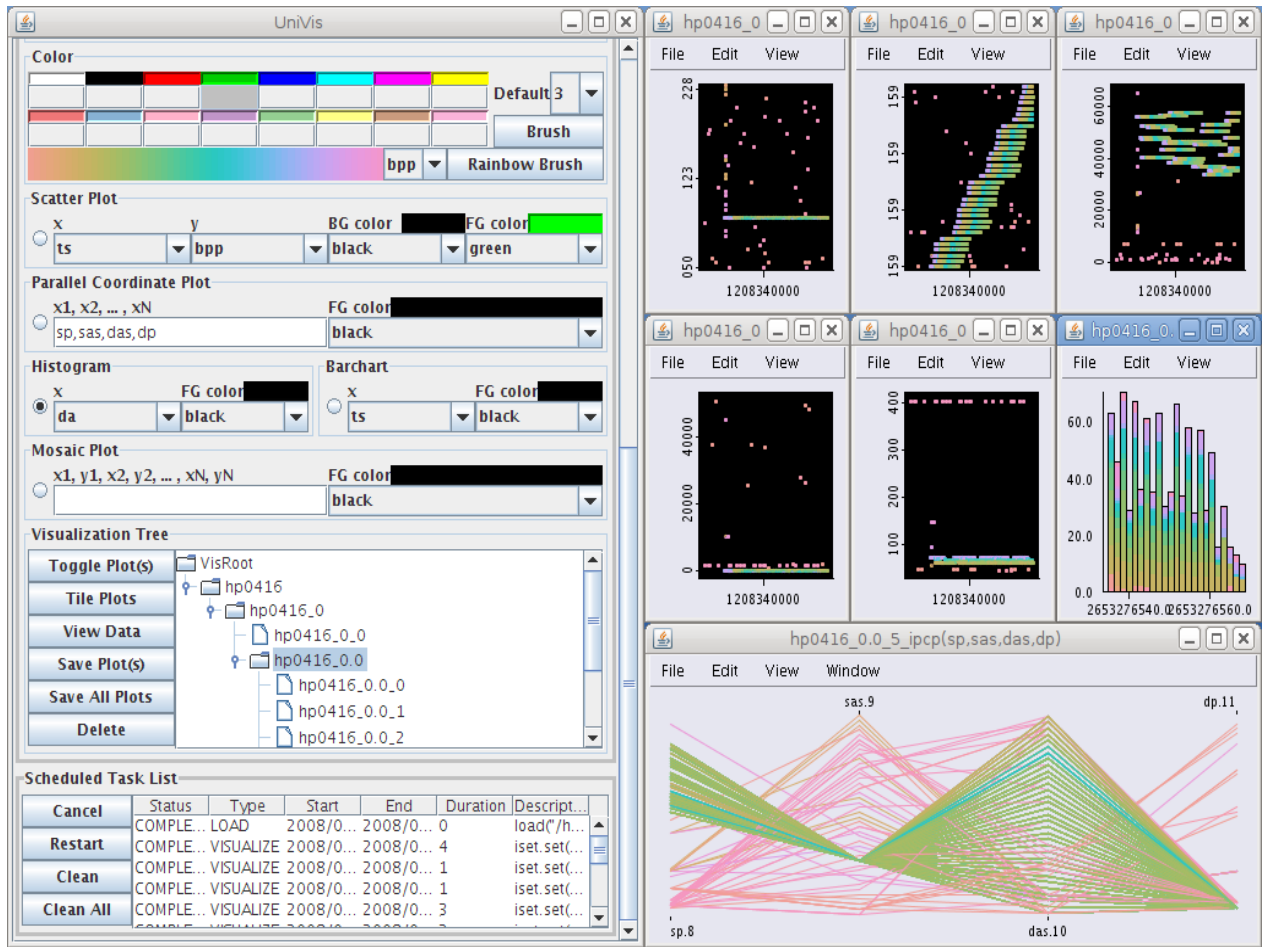 UniVis
Color
Default 3
Brush
bpp Rainbow Brush
Scatter Plot
x y BG color FG color
ts bpp black green
Parallel Coordinate Plot
x1, x2, ... , xN FG color
sp,sas,das,dp black
Histogram Barchart
x FG color x FG color
da black ts black
Mosaic Plot
x1, y1, x2, y2, ... , xN, yN FG color
black
Visualization Tree
Toggle Plot(s)
Tile Plots
View Data
Save Plot(s)
Save All Plots
Delete
VisRoot
hp0416
hp0416_0
hp0416_0_0
hp0416_0.0
hp0416_0.0_0
hp0416_0.0_1
hp0416_0.0_2
Scheduled Task List
Cancel
Restart
Clean
Clean All
Status Type Start End Duration Descript...
COMPLE... LOAD 2008/0... 2008/0... 0 load("/h...
COMPLE... VISUALIZE 2008/0... 2008/0... 4 iset.set(...
COMPLE... VISUALIZE 2008/0... 2008/0... 1 iset.set(...
COMPLE... VISUALIZE 2008/0... 2008/0... 1 iset.set(...
COMPLE... VISUALIZE 2008/0... 2008/0... 3 iset.set(...
hp0416_0
File Edit View
228
123
050
1208340000
hp0416_0
File Edit View
159
159
159
159
1208340000
hp0416_0
File Edit View
60000
40000
20000
0
1208340000
hp0416_0
File Edit View
40000
20000
0
1208340000
hp0416_0
File Edit View
400
300
200
100
1208340000
hp0416_0.
File Edit View
60.0
40.0
20.0
0.0
2653276540.0 2653276560.0
hp0416_0.0_5_ipcp(sp,sas,das,dp)
File Edit View Window
sas.9 dp.11
sp.8 das.10